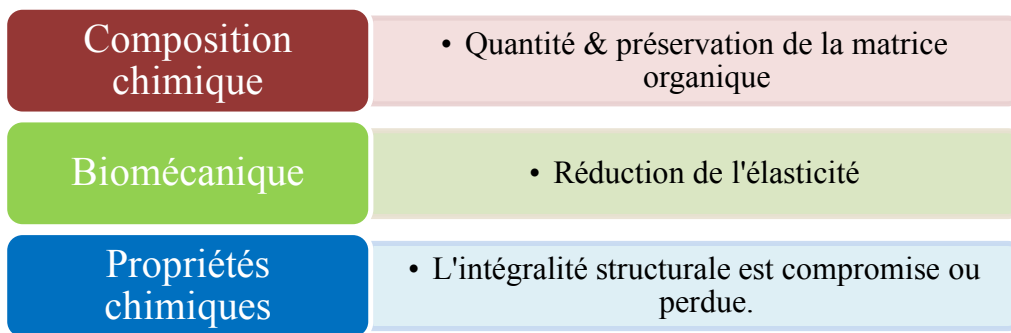 Composition
chimique
• Quantité & préservation de la matrice
organique
Biomécanique
• Réduction de l'élasticité
Propriétés
chimiques
• L'intégralité structurale est compromise ou
perdue.